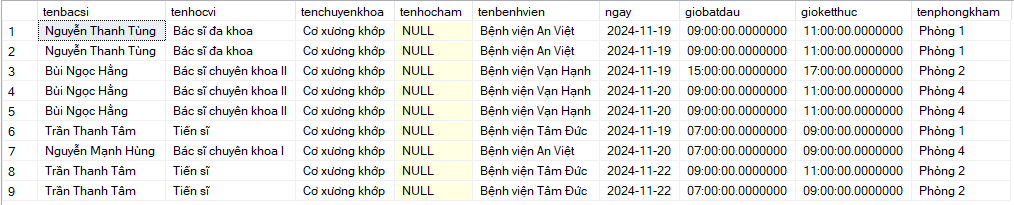 tenbacsi tenhocvi tenchuyenkhoa tenhocham tenbenhvien ngay giobatdau gioketthuc tenphongkham
1 Nguyễn Thanh Tùng Bác sĩ đa khoa Cơ xương khớp NULL Bệnh viện An Việt 2024-11-19 09:00:00.0000000 11:00:00.0000000 Phòng 1
2 Nguyễn Thanh Tùng Bác sĩ đa khoa Cơ xương khớp NULL Bệnh viện An Việt 2024-11-19 09:00:00.0000000 11:00:00.0000000 Phòng 1
3 Bùi Ngọc Hằng Bác sĩ chuyên khoa II Cơ xương khớp NULL Bệnh viện Vạn Hạnh 2024-11-19 15:00:00.0000000 17:00:00.0000000 Phòng 2
4 Bùi Ngọc Hằng Bác sĩ chuyên khoa II Cơ xương khớp NULL Bệnh viện Vạn Hạnh 2024-11-20 09:00:00.0000000 11:00:00.0000000 Phòng 4
5 Bùi Ngọc Hằng Bác sĩ chuyên khoa II Cơ xương khớp NULL Bệnh viện Vạn Hạnh 2024-11-20 09:00:00.0000000 11:00:00.0000000 Phòng 4
6 Trần Thanh Tâm Tiến sĩ Cơ xương khớp NULL Bệnh viện Tâm Đức 2024-11-19 07:00:00.0000000 09:00:00.0000000 Phòng 1
7 Nguyễn Mạnh Hùng Bác sĩ chuyên khoa I Cơ xương khớp NULL Bệnh viện An Việt 2024-11-20 07:00:00.0000000 09:00:00.0000000 Phòng 4
8 Trần Thanh Tâm Tiến sĩ Cơ xương khớp NULL Bệnh viện Tâm Đức 2024-11-22 09:00:00.0000000 11:00:00.0000000 Phòng 2
9 Trần Thanh Tâm Tiến sĩ Cơ xương khớp NULL Bệnh viện Tâm Đức 2024-11-22 07:00:00.0000000 09:00:00.0000000 Phòng 2